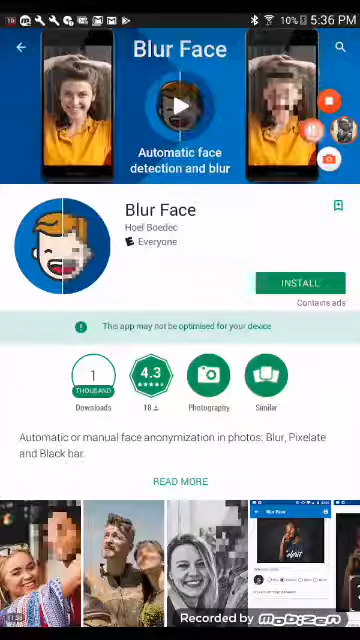 10% 5:36 PM
Blur Face
Automatic face
detection and blur
Blur Face
Hoel Boedec
E Everyone
INSTALL
Contains ads
This app may not be optimised for your device
1
THOUSAND
4.3
Downloads
18
Photography
Similar
Automatic or manual face anonymization in photos: Blur, Pixelate
and Black bar.
READ MORE
Blur Face
Recorded by MOBIZEN